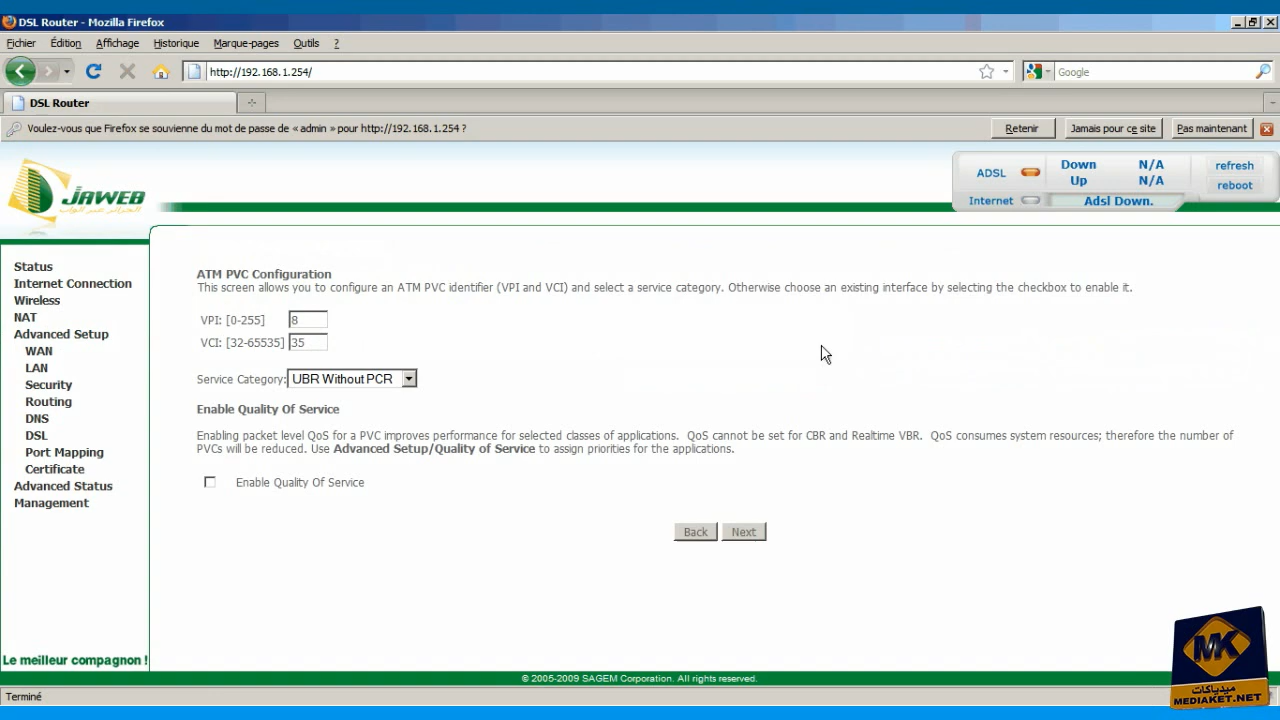 DSL Router - Mozilla Firefox
Fichier Édition Affichage Historique Marque-pages Outils ?
http://192.168.1.254/
Google
DSL Router
Voulez-vous que Firefox se souvienne du mot de passe de « admin » pour http://192.168.1.254 ?
Retenir Jamais pour ce site Pas maintenant
JAWEB
الجزائر عبر الواب
ADSL Down N/A refresh
Up N/A reboot
Internet Adsl Down.
Status
Internet Connection
Wireless
NAT
Advanced Setup
WAN
LAN
Security
Routing
DNS
DSL
Port Mapping
Certificate
Advanced Status
Management
Le meilleur compagnon !
ATM PVC Configuration
This screen allows you to configure an ATM PVC identifier (VPI and VCI) and select a service category. Otherwise choose an existing interface by selecting the checkbox to enable it.
VPI: [0-255] 8
VCI: [32-65535] 35
Service Category: UBR Without PCR
Enable Quality Of Service
Enabling packet level QoS for a PVC improves performance for selected classes of applications. QoS cannot be set for CBR and Realtime VBR. QoS consumes system resources; therefore the number of
PVCs will be reduced. Use Advanced Setup/Quality of Service to assign priorities for the applications.
Enable Quality Of Service
Back Next
© 2005-2009 SAGEM Corporation. All rights reserved.
Terminé
MK
ميدياكات
MEDIAKET.NET